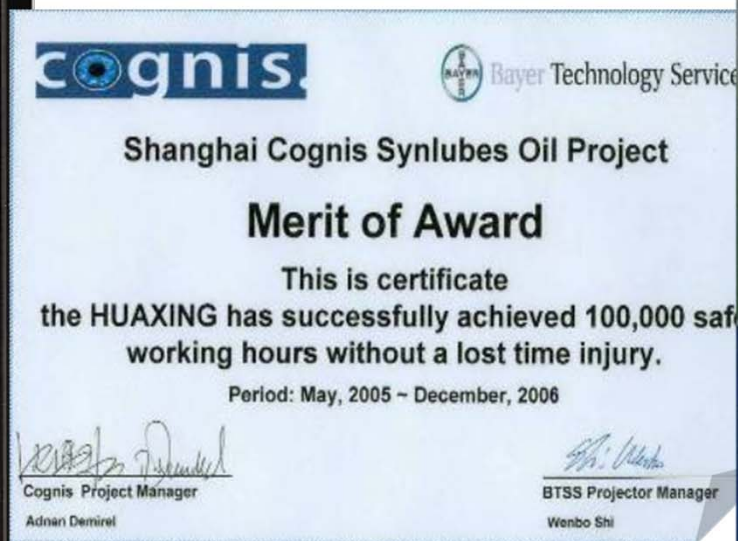 cognis.
BAYER Bayer Technology Service
Shanghai Cognis Synlubes Oil Project
Merit of Award
This is certificate
the HUAXING has successfully achieved 100,000 saf
working hours without a lost time injury.
Period: May, 2005 ~ December, 2006
Cognis Project Manager
BTSS Projector Manager
Adnan Demirel
Wenbo Shi